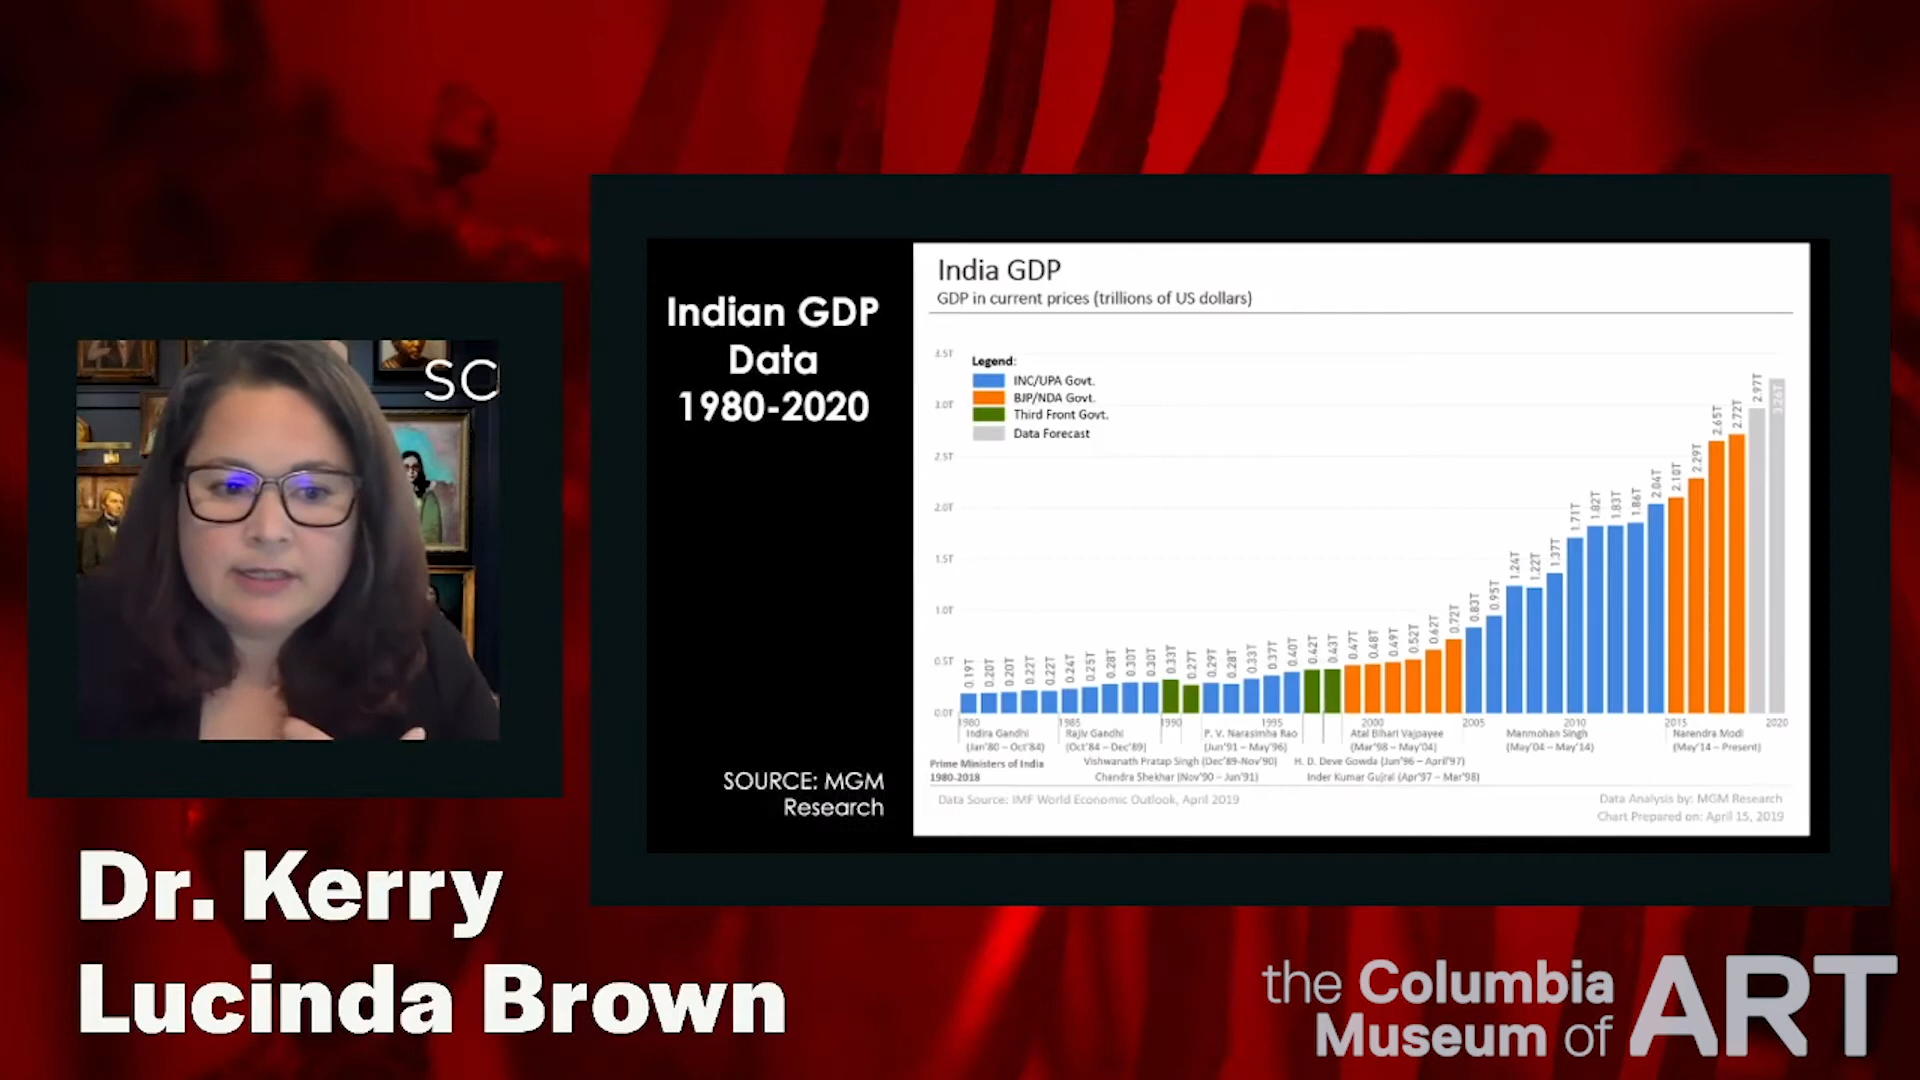 SC
Dr. Kerry
Lucinda Brown
Indian GDP
Data
1980-2020
SOURCE: MGM
Research
India GDP
GDP in current prices (trillions of US dollars)
Legend:
INC/UPA Govt.
BJP/NDA Govt.
Third Front Govt.
Data Forecast
3.5T
3.0T
2.5T
2.0T
1.5T
1.0T
0.5T
0.0T
0.19T 0.20T 0.20T 0.22T 0.22T 0.24T 0.25T 0.28T 0.30T 0.30T 0.33T 0.27T 0.29T 0.28T 0.33T 0.37T 0.40T 0.42T 0.43T 0.47T 0.48T 0.49T 0.52T 0.62T 0.72T 0.83T 0.95T 1.24T 1.22T 1.37T 1.71T 1.82T 1.83T 1.86T 2.04T 2.10T 2.29T 2.65T 2.72T 2.97T 3.26T
1980 1985 1990 1995 2000 2005 2010 2015 2020
Indira Gandhi Rajiv Gandhi P. V. Narasimha Rao Atal Bihari Vajpayee Manmohan Singh Narendra Modi
(Jan'80 – Oct'84) (Oct'84 – Dec'89) (Jun'91 – May'96) (Mar'98 – May'04) (May'04 – May'14) (May'14 – Present)
Prime Ministers of India Vishwanath Pratap Singh (Dec'89-Nov'90) H. D. Deve Gowda (Jun'96 – April'97)
1980-2018 Chandra Shekhar (Nov'90 – Jun'91) Inder Kumar Gujral (Apr'97 – Mar'98)
Data Source: IMF World Economic Outlook, April 2019
Data Analysis by: MGM Research
Chart Prepared on: April 15, 2019
the Columbia
Museum of
ART